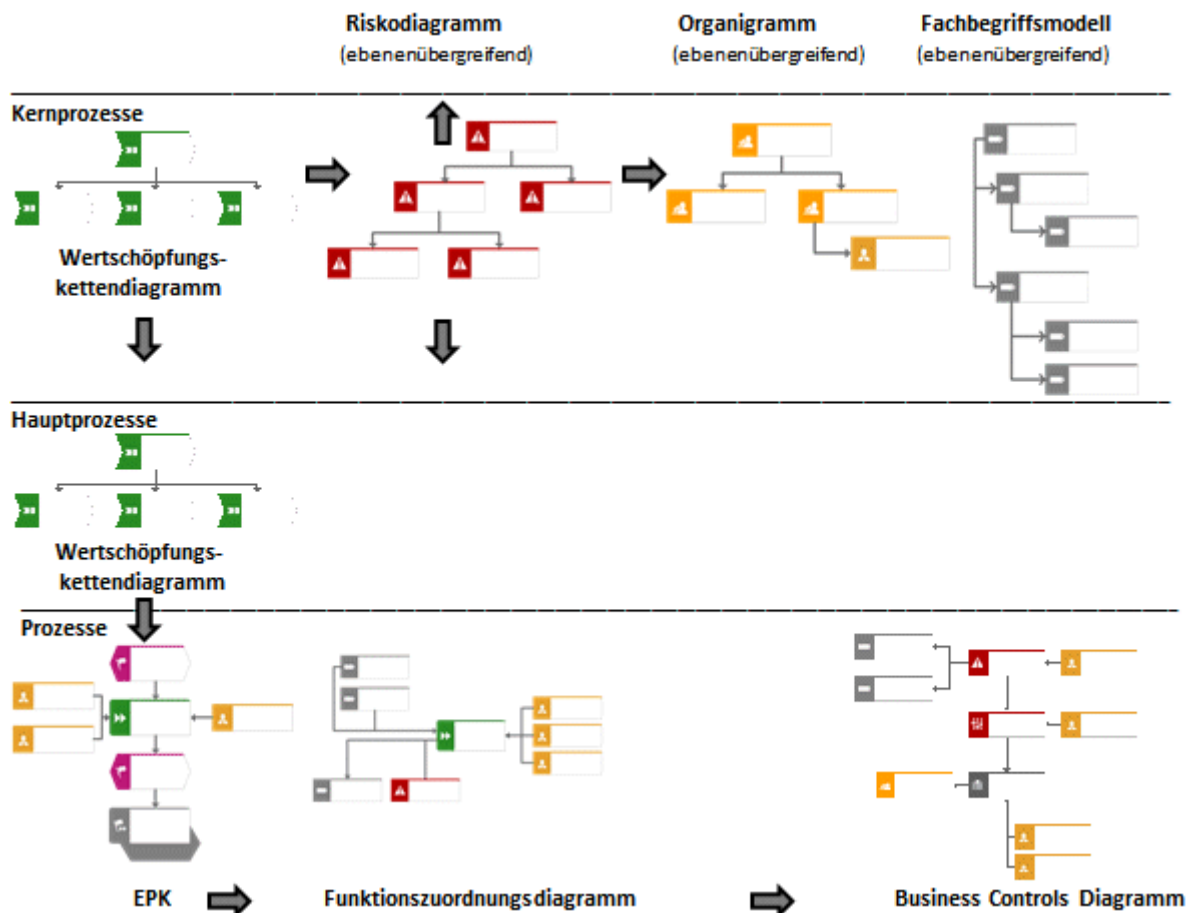 Riskodiagramm
(ebenenübergreifend)
Organigramm
(ebenenübergreifend)
Fachbegriffsmodell
(ebenenübergreifend)
Kernprozesse
Wertschöpfungs-
kettendiagramm
Hauptprozesse
Wertschöpfungs-
kettendiagramm
Prozesse
EPK
Funktionszuordnungsdiagramm
Business Controls Diagramm